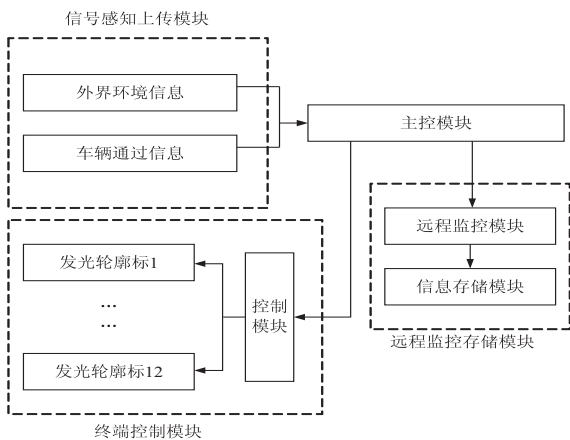 信号感知上传模块
外界环境信息
车辆通过信息
主控模块
远程监控模块
信息存储模块
远程监控存储模块
发光轮廓标1
...
...
发光轮廓标12
控制
模块
终端控制模块